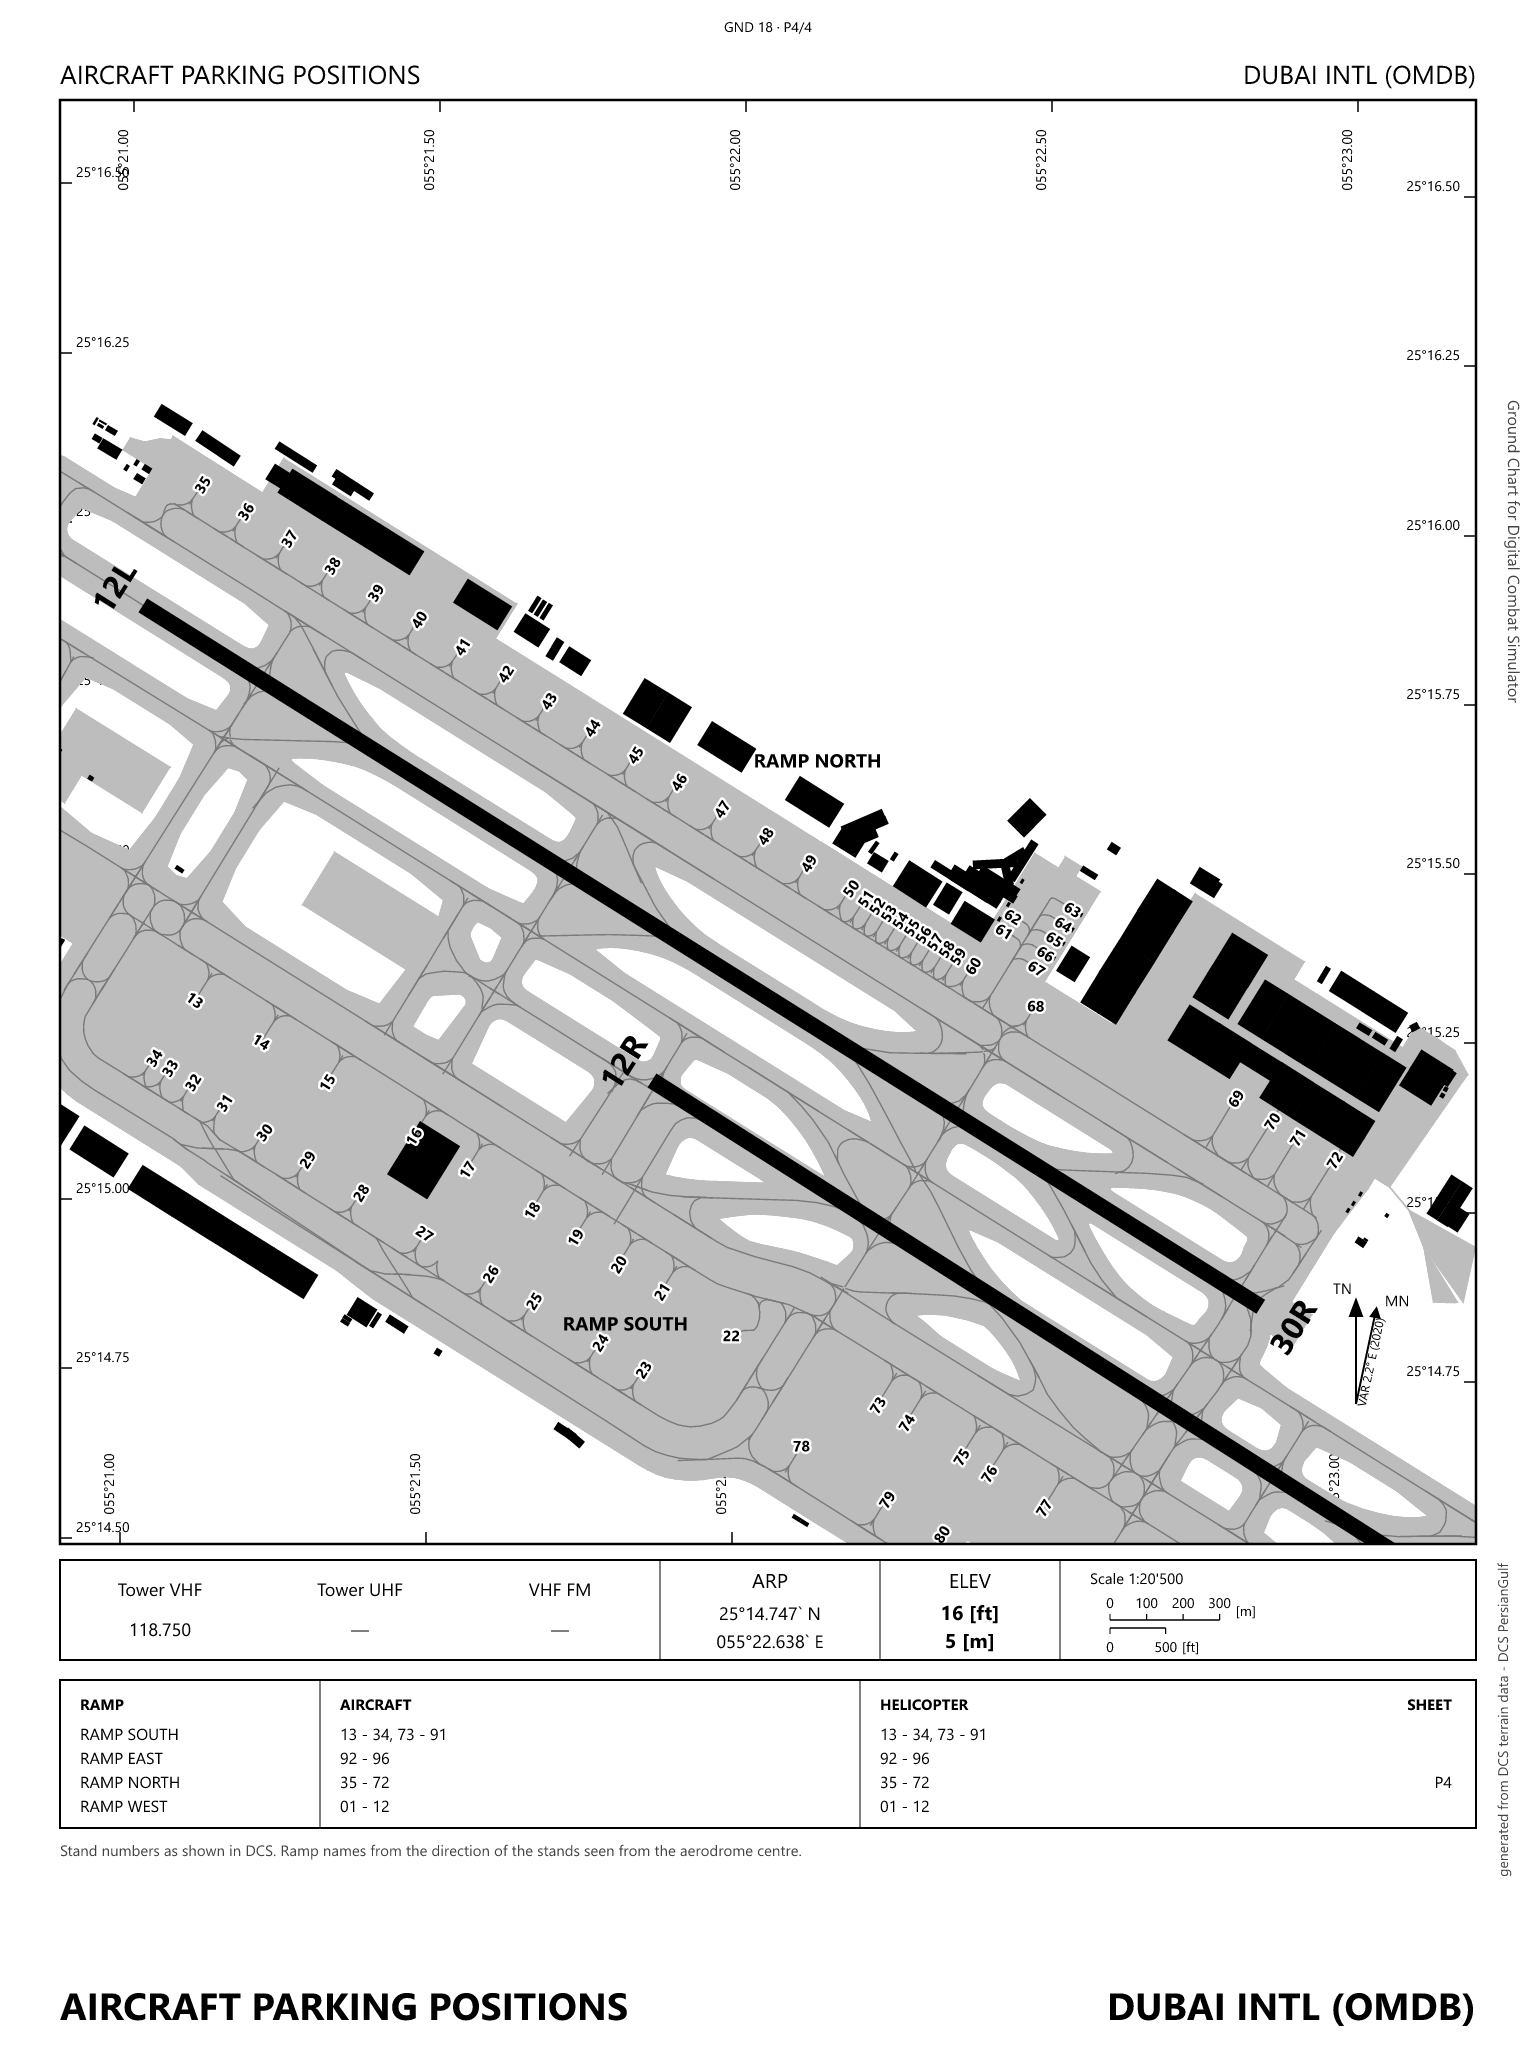 GND 18 · P4/4
AIRCRAFT PARKING POSITIONS
DUBAI INTL (OMDB)
055°21.00
055°21.50
055°22.00
055°22.50
055°23.00
25°16.50
25°16.50
25°16.25
25°16.25
25°16.00
25°15.75
25°15.50
25°15.00
25°14.75
25°14.75
25°14.50
35
36
37
38
39
40
41
42
43
44
45
46
47
48
49
50
51
52
53
54
55
56
57
58
59
60
61
62
63
64
65
66
67
68
69
70
71
72
12L
12R
30R
RAMP NORTH
13
14
15
16
17
18
19
20
21
22
23
24
25
26
27
28
29
30
31
32
33
34
RAMP SOUTH
73
74
75
76
77
78
79
80
TN
MN
VAR 2.2° E (2020)
055°21.00
055°21.50
Ground Chart for Digital Combat Simulator
generated from DCS terrain data - DCS PersianGulf
Tower VHF
118.750
Tower UHF
—
VHF FM
—
ARP
25°14.747` N
055°22.638` E
ELEV
16 [ft]
5 [m]
Scale 1:20'500
0 100 200 300 [m]
0 500 [ft]
RAMP AIRCRAFT HELICOPTER SHEET
RAMP SOUTH 13 - 34, 73 - 91 13 - 34, 73 - 91
RAMP EAST 92 - 96 92 - 96
RAMP NORTH 35 - 72 35 - 72 P4
RAMP WEST 01 - 12 01 - 12
Stand numbers as shown in DCS. Ramp names from the direction of the stands seen from the aerodrome centre.
AIRCRAFT PARKING POSITIONS
DUBAI INTL (OMDB)